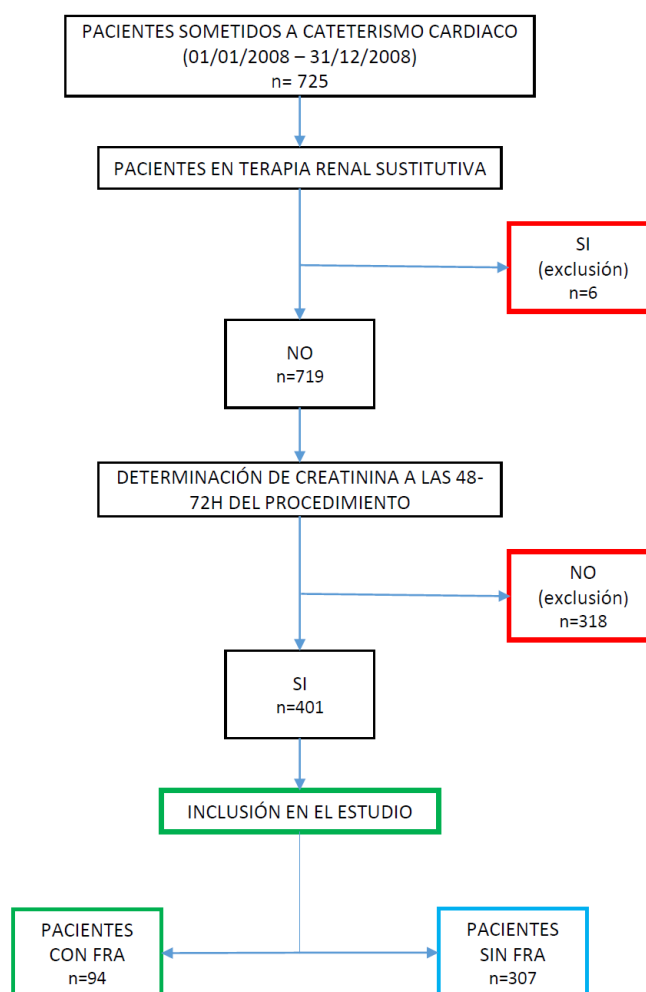 PACIENTES SOMETIDOS A CATETERISMO CARDIACO
(01/01/2008 – 31/12/2008)
n= 725
PACIENTES EN TERAPIA RENAL SUSTITUTIVA
SI
(exclusión)
n=6
NO
n=719
DETERMINACIÓN DE CREATININA A LAS 48-
72H DEL PROCEDIMIENTO
NO
(exclusión)
n=318
SI
n=401
INCLUSIÓN EN EL ESTUDIO
PACIENTES
CON FRA
n=94
PACIENTES
SIN FRA
n=307